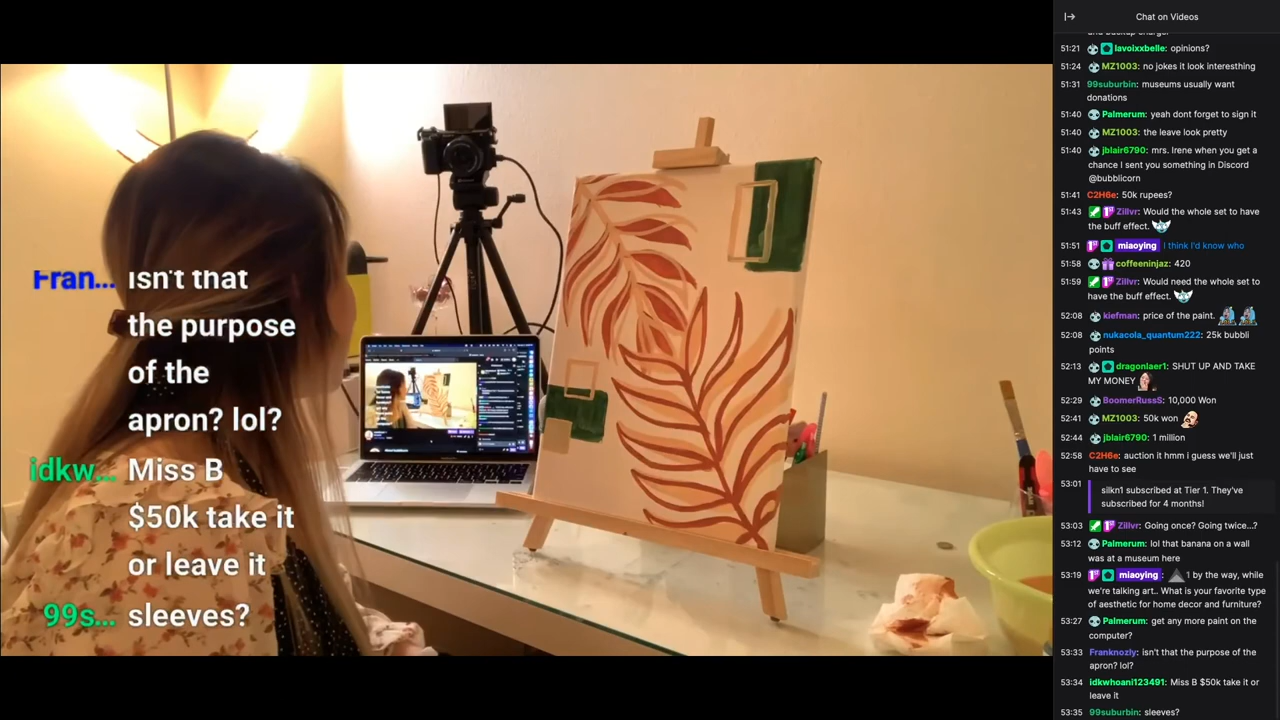 Fran... isn't that
the purpose
of the
apron? lol?
idkw... Miss B
$50k take it
or leave it
99s... sleeves?
Chat on Videos
51:21 lavoixxbelle: opinions?
51:24 MZ1003: no jokes it look interesthing
51:31 99suburbin: museums usually want
donations
51:40 Palmerum: yeah dont forget to sign it
51:40 MZ1003: the leave look pretty
51:40 jblair6790: mrs. Irene when you get a
chance I sent you something in Discord
@bubblicorn
51:41 C2H6e: 50k rupees?
51:43 Zillvr: Would the whole set to have
the buff effect.
51:51 miaoying I think I'd know who
51:58 coffeeninjaz: 420
51:59 Zillvr: Would need the whole set to
have the buff effect.
52:08 kiefman: price of the paint.
52:08 nukacola_quantum222: 25k bubbli
points
52:13 dragonlaer1: SHUT UP AND TAKE
MY MONEY
52:29 BoomerRussS: 10,000 Won
52:41 MZ1003: 50k won
52:44 jblair6790: 1 million
52:58 C2H6e: auction it hmm i guess we'll just
have to see
53:01 silkn1 subscribed at Tier 1. They've
subscribed for 4 months!
53:03 Zillvr: Going once? Going twice...?
53:12 Palmerum: lol that banana on a wall
was at a museum here
53:19 miaoying: 1 by the way, while
we're talking art.. What is your favorite type
of aesthetic for home decor and furniture?
53:27 Palmerum: get any more paint on the
computer?
53:33 Franknozly: isn't that the purpose of the
apron? lol?
53:34 idkwhoani123491: Miss B $50k take it or
leave it
53:35 99suburbin: sleeves?